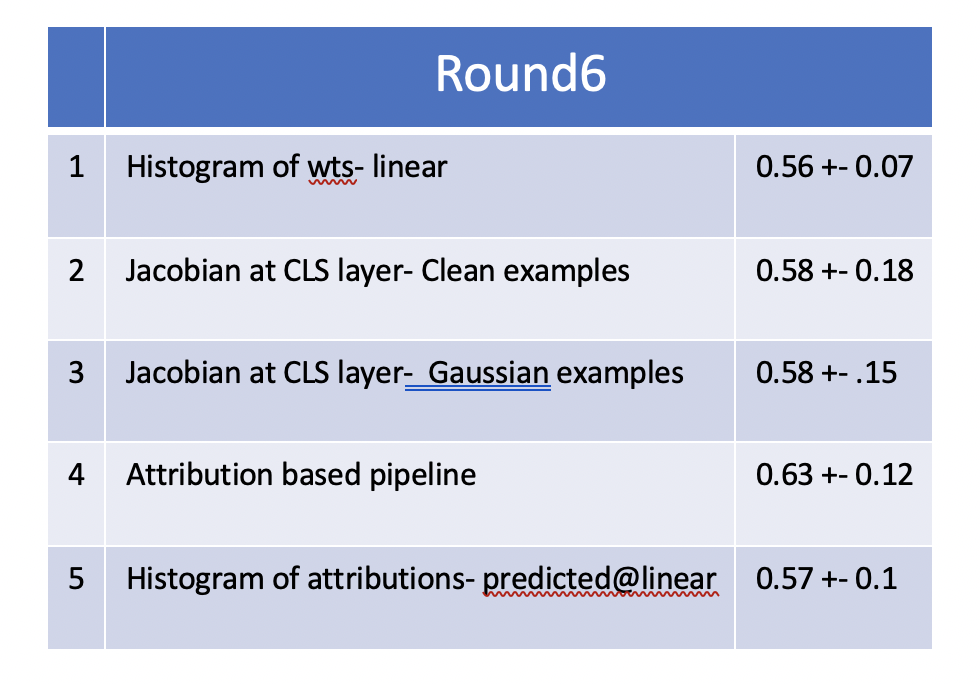 Round6
1 Histogram of wts- linear 0.56 +- 0.07
2 Jacobian at CLS layer- Clean examples 0.58 +- 0.18
3 Jacobian at CLS layer-  Gaussian examples 0.58 +- .15
4 Attribution based pipeline 0.63 +- 0.12
5 Histogram of attributions- predicted@linear 0.57 +- 0.1